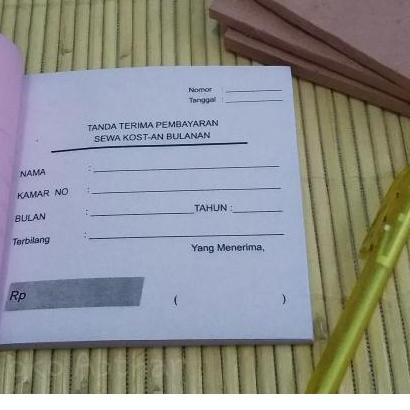 Nomor :
Tanggal :
TANDA TERIMA PEMBAYARAN
SEWA KOST-AN BULANAN
NAMA :
KAMAR NO :
BULAN : TAHUN :
Terbilang :
Yang Menerima,
Rp
( )